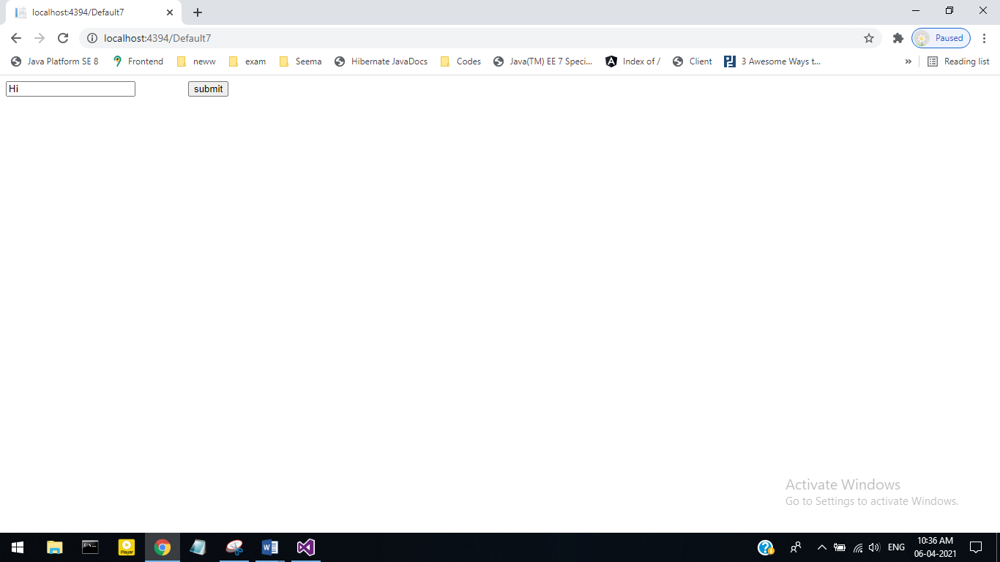 localhost:4394/Default7
localhost:4394/Default7 Paused
Java Platform SE 8 Frontend neww exam Seema Hibernate JavaDocs Codes Java(TM) EE 7 Speci... Index of / Client 3 Awesome Ways t... » Reading list
Hi submit
Activate Windows
Go to Settings to activate Windows.
Player
ENG
10:36 AM
06-04-2021